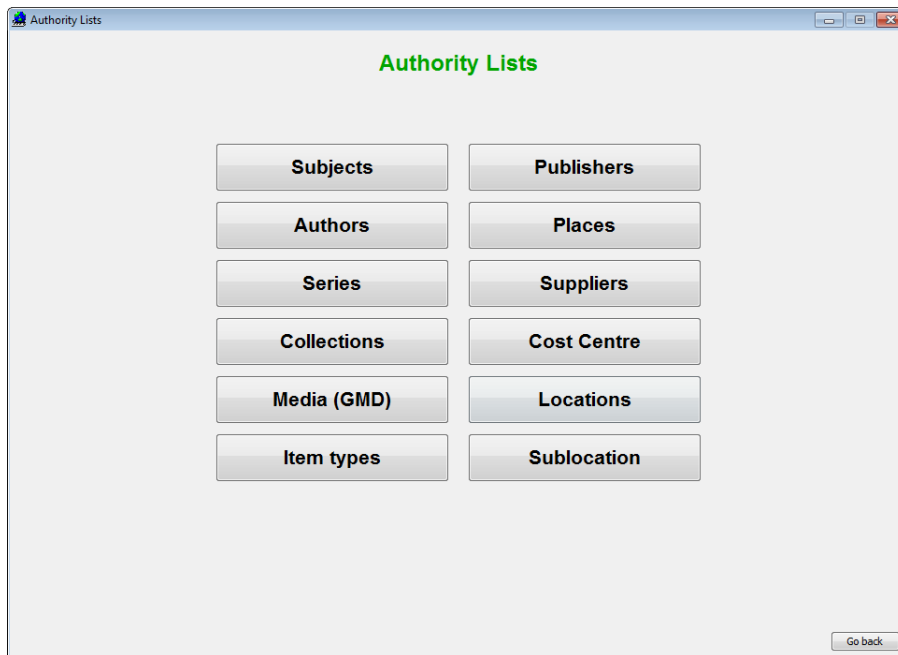 Authority Lists
Authority Lists
Subjects
Publishers
Authors
Places
Series
Suppliers
Collections
Cost Centre
Media (GMD)
Locations
Item types
Sublocation
Go back